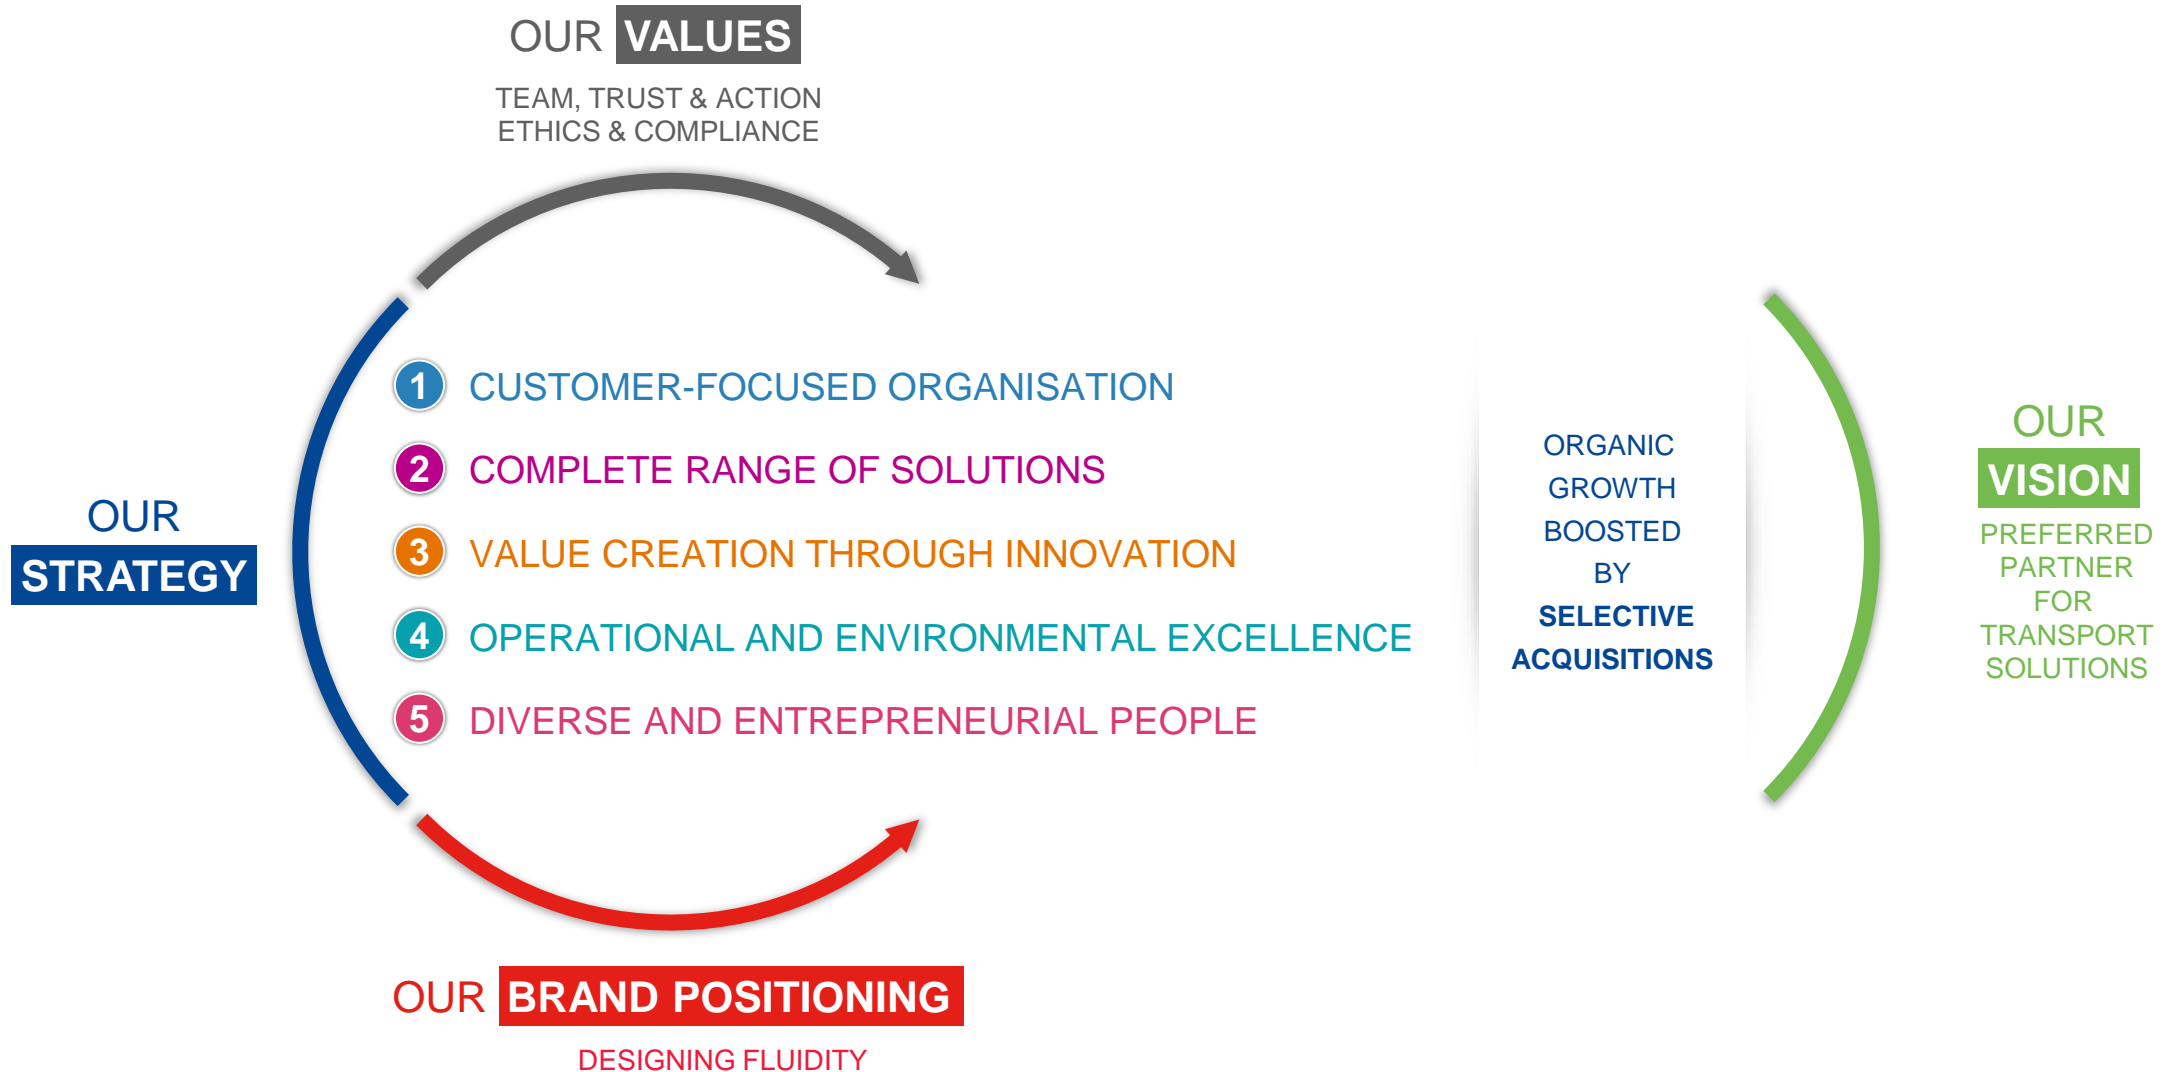 OUR VALUES
TEAM, TRUST & ACTION
ETHICS & COMPLIANCE
OUR
STRATEGY
1 CUSTOMER-FOCUSED ORGANISATION
2 COMPLETE RANGE OF SOLUTIONS
3 VALUE CREATION THROUGH INNOVATION
4 OPERATIONAL AND ENVIRONMENTAL EXCELLENCE
5 DIVERSE AND ENTREPRENEURIAL PEOPLE
ORGANIC
GROWTH
BOOSTED
BY
SELECTIVE
ACQUISITIONS
OUR
VISION
PREFERRED
PARTNER
FOR
TRANSPORT
SOLUTIONS
OUR BRAND POSITIONING
DESIGNING FLUIDITY